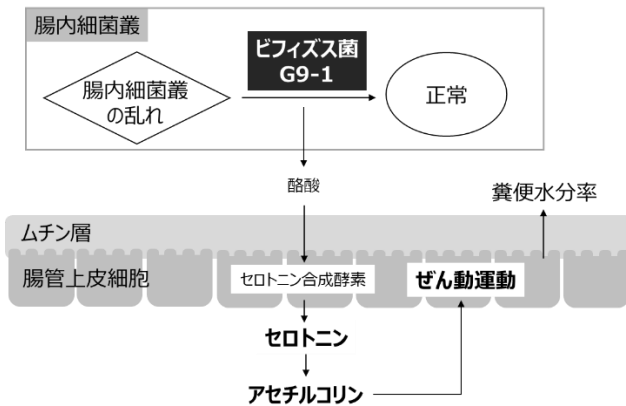 腸内細菌叢
ビフィズス菌
G9-1
腸内細菌叢
の乱れ
正常
酪酸
糞便水分率
ムチン層
腸管上皮細胞
セロトニン合成酵素
ぜん動運動
セロトニン
アセチルコリン